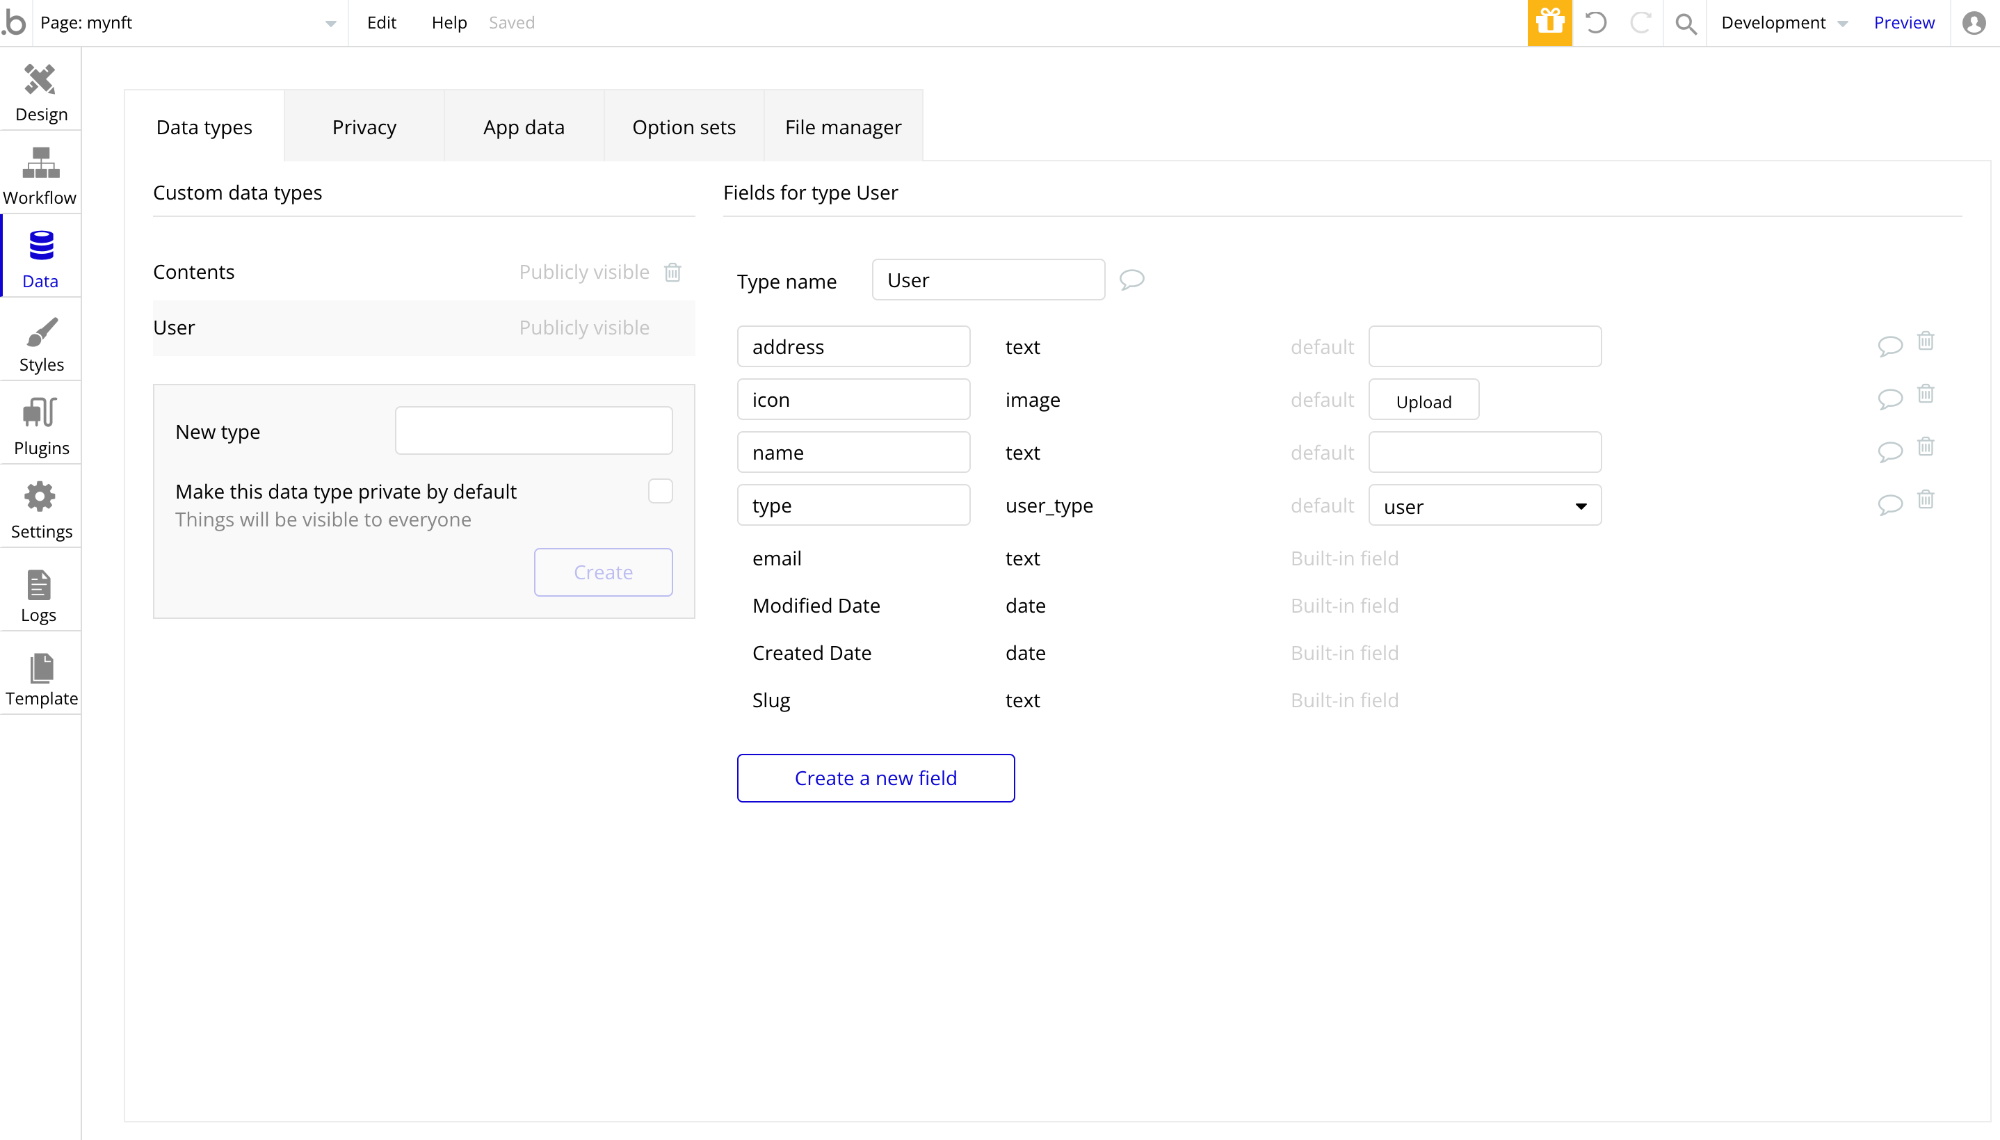 .b Page: mynft Edit Help Saved Development Preview
Design
Workflow
Data
Styles
Plugins
Settings
Logs
Template
Data types Privacy App data Option sets File manager
Custom data types
Contents Publicly visible
User Publicly visible
New type
Make this data type private by default
Things will be visible to everyone
Create
Fields for type User
Type name User
address text default
icon image default Upload
name text default
type user_type default user
email text Built-in field
Modified Date date Built-in field
Created Date date Built-in field
Slug text Built-in field
Create a new field